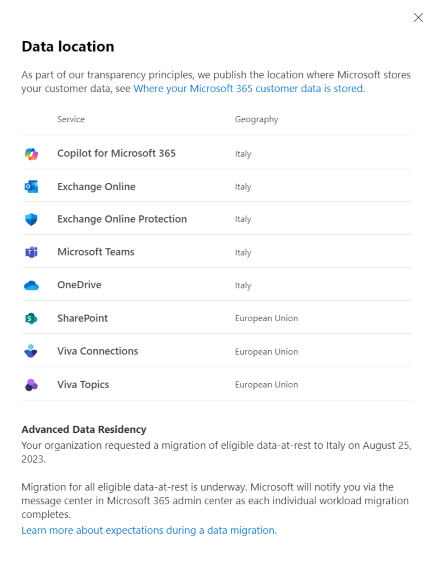 Data location
As part of our transparency principles, we publish the location where Microsoft stores
your customer data, see Where your Microsoft 365 customer data is stored.
Service Geography
Copilot for Microsoft 365 Italy
Exchange Online Italy
Exchange Online Protection Italy
Microsoft Teams Italy
OneDrive Italy
SharePoint European Union
Viva Connections European Union
Viva Topics European Union
Advanced Data Residency
Your organization requested a migration of eligible data-at-rest to Italy on August 25,
2023.
Migration for all eligible data-at-rest is underway. Microsoft will notify you via the
message center in Microsoft 365 admin center as each individual workload migration
completes.
Learn more about expectations during a data migration.